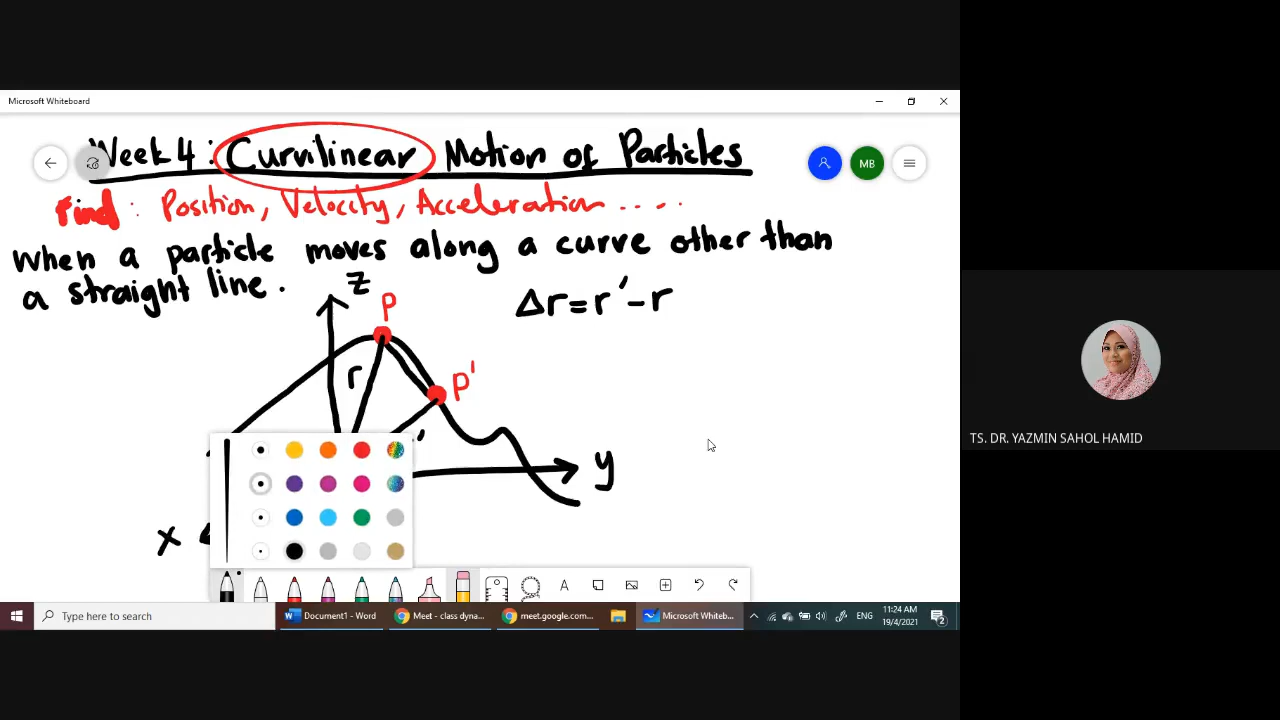 Microsoft Whiteboard
Week 4 : Curvilinear Motion of Particles
MB
Find : Position, Velocity, Acceleration .....
When a particle moves along a curve other than
a straight line .
z
P
Δr = r' - r
r
P'
'
y
x
A
TS. DR. YAZMIN SAHOL HAMID
Type here to search
Document1 - Word
Meet - class dyna...
meet.google.com...
Microsoft Whiteb...
ENG
11:24 AM
19/4/2021
2